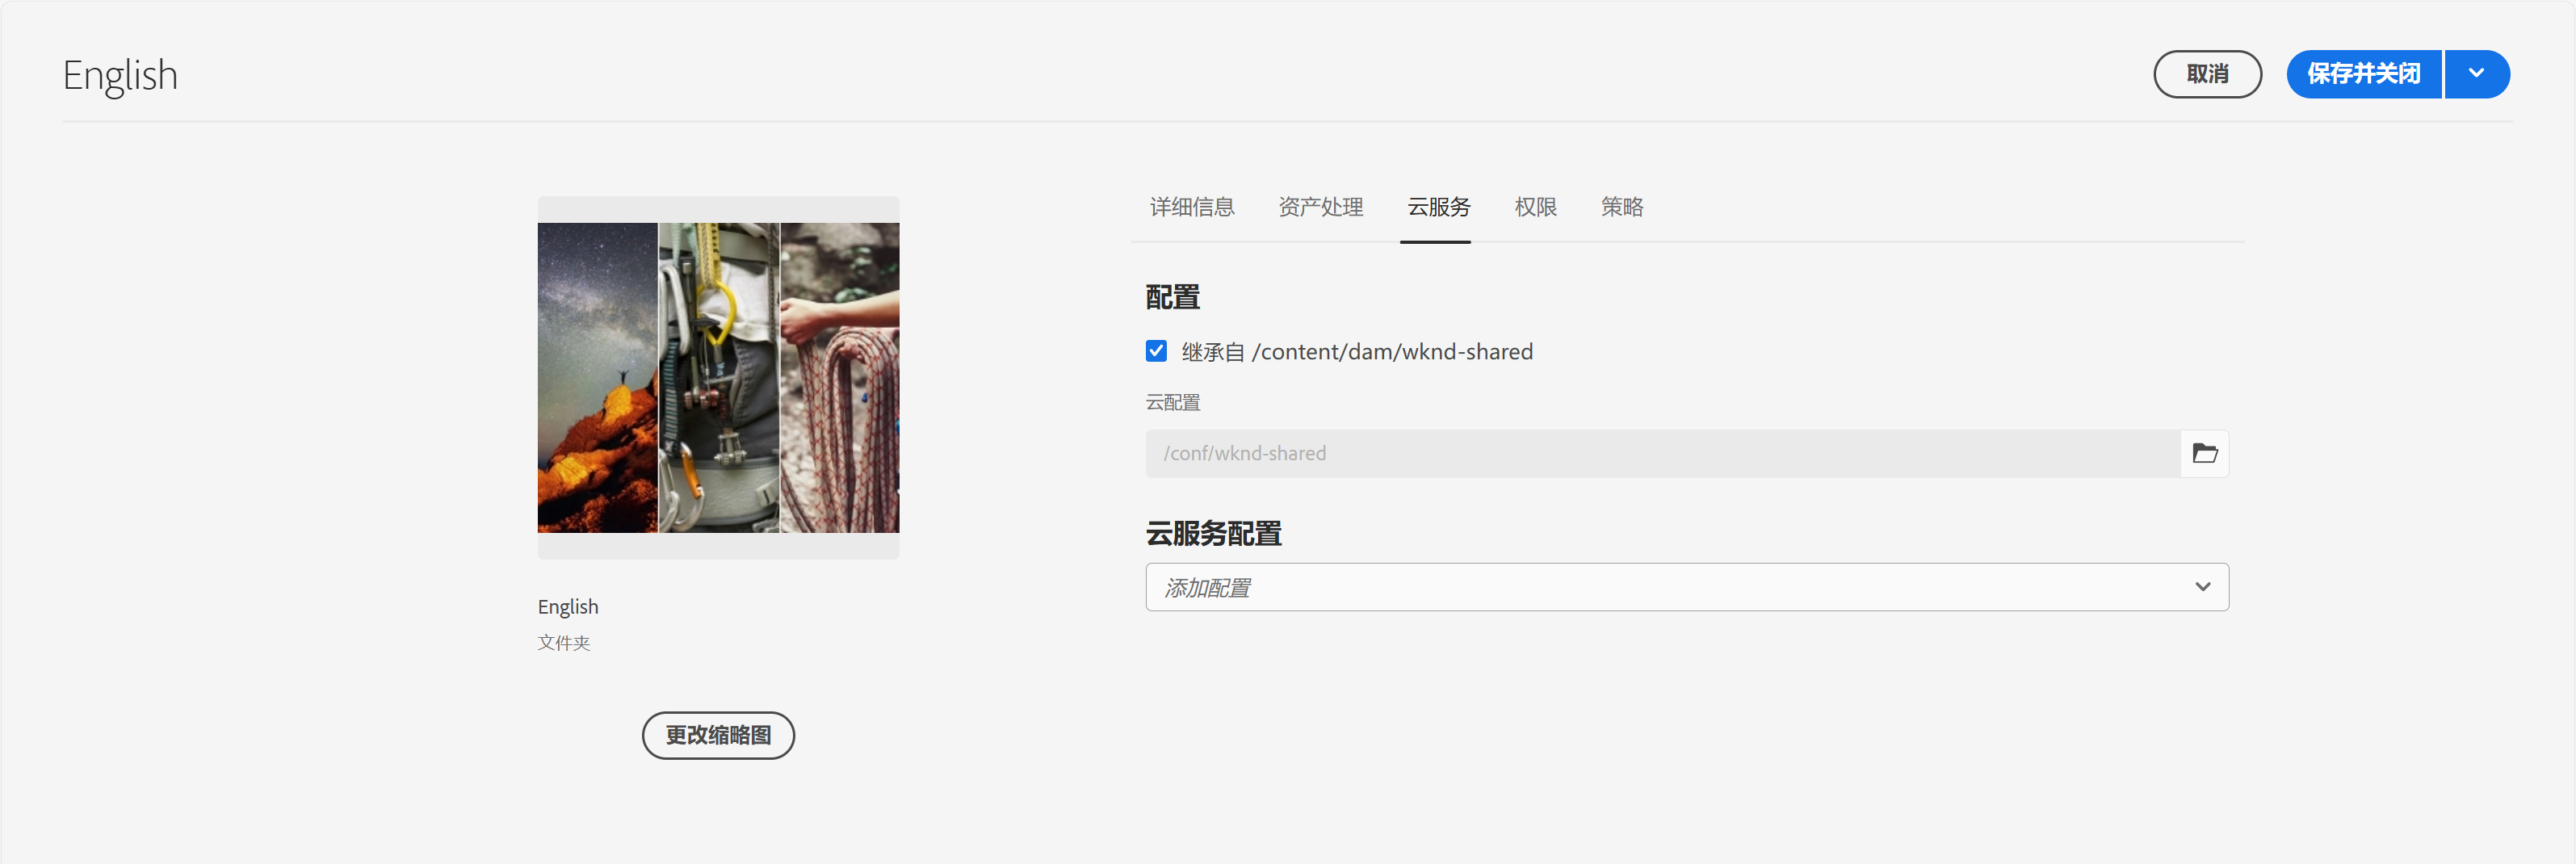 English
取消
保存并关闭
详细信息
资产处理
云服务
权限
策略
配置
继承自 /content/dam/wknd-shared
云配置
/conf/wknd-shared
云服务配置
添加配置
English
文件夹
更改缩略图